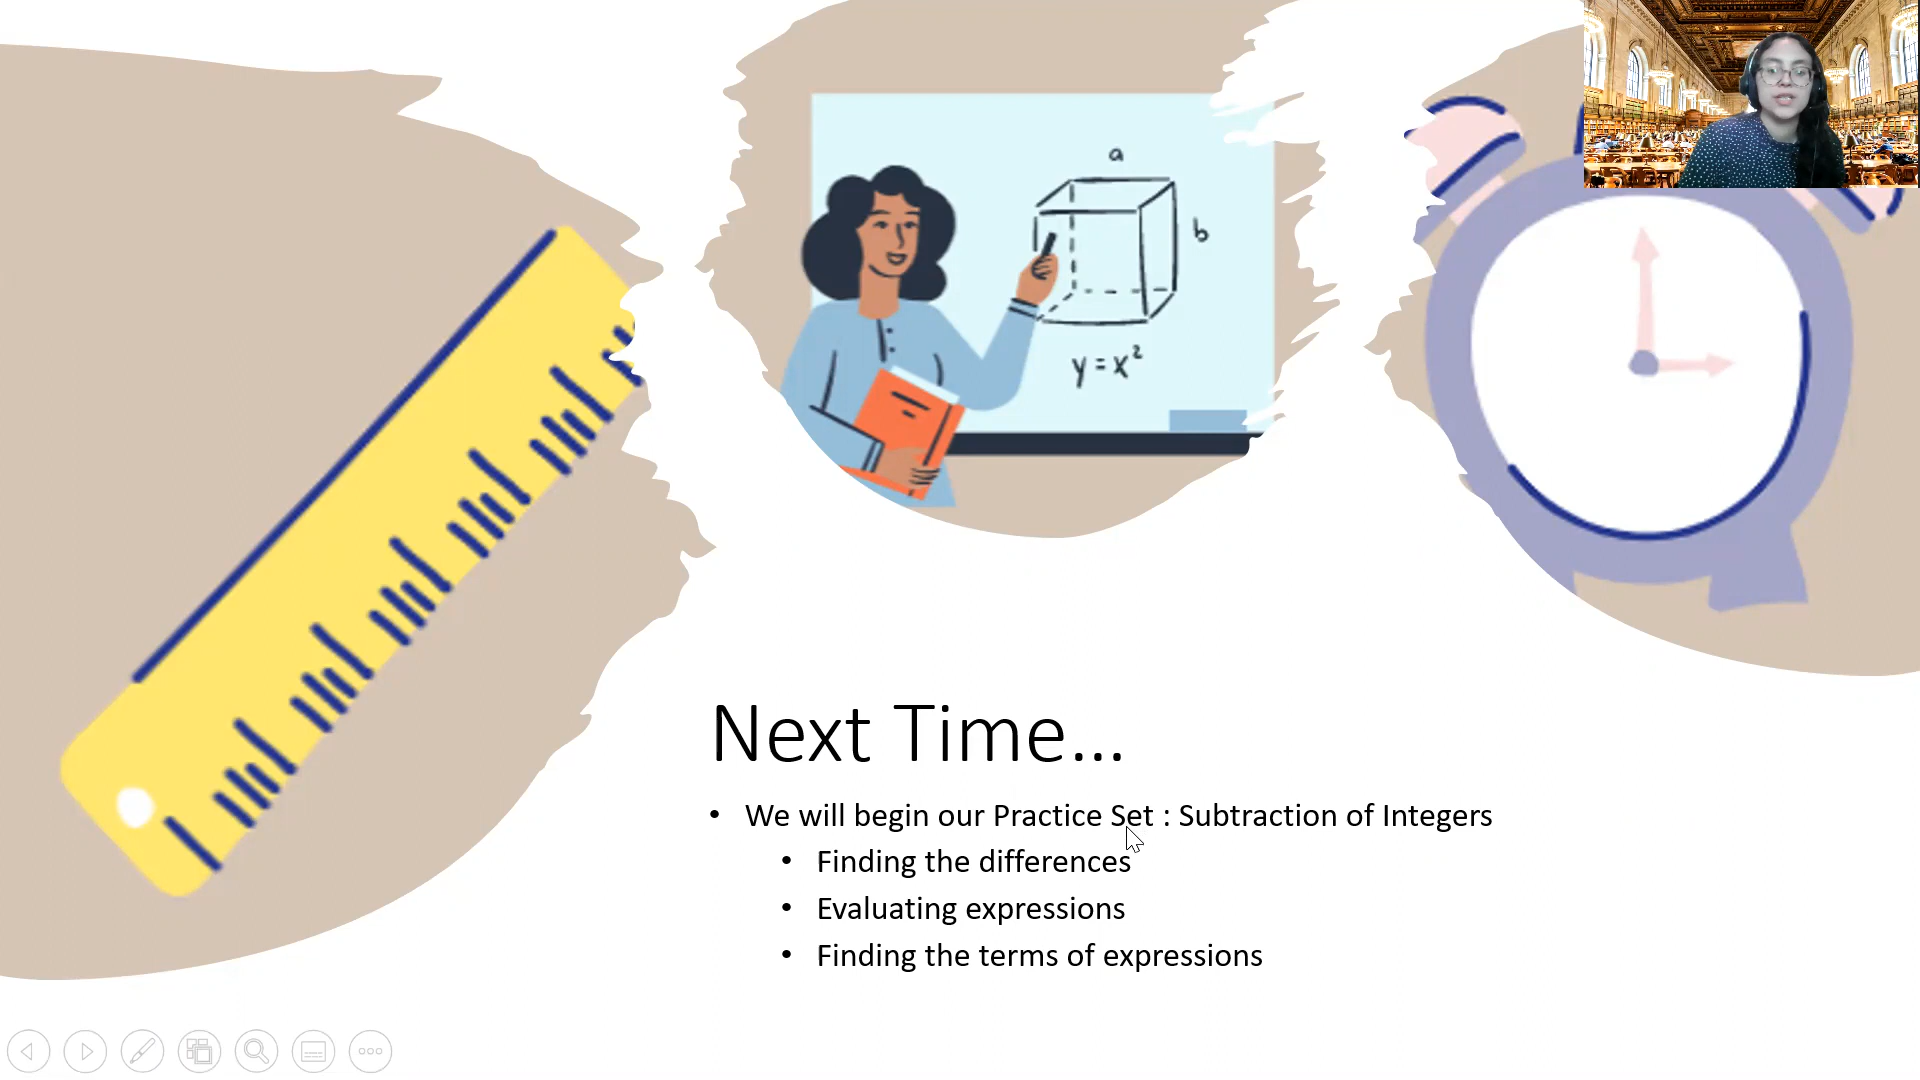 a
b
y = x²
Next Time...
• We will begin our Practice Set : Subtraction of Integers
• Finding the differences
• Evaluating expressions
• Finding the terms of expressions